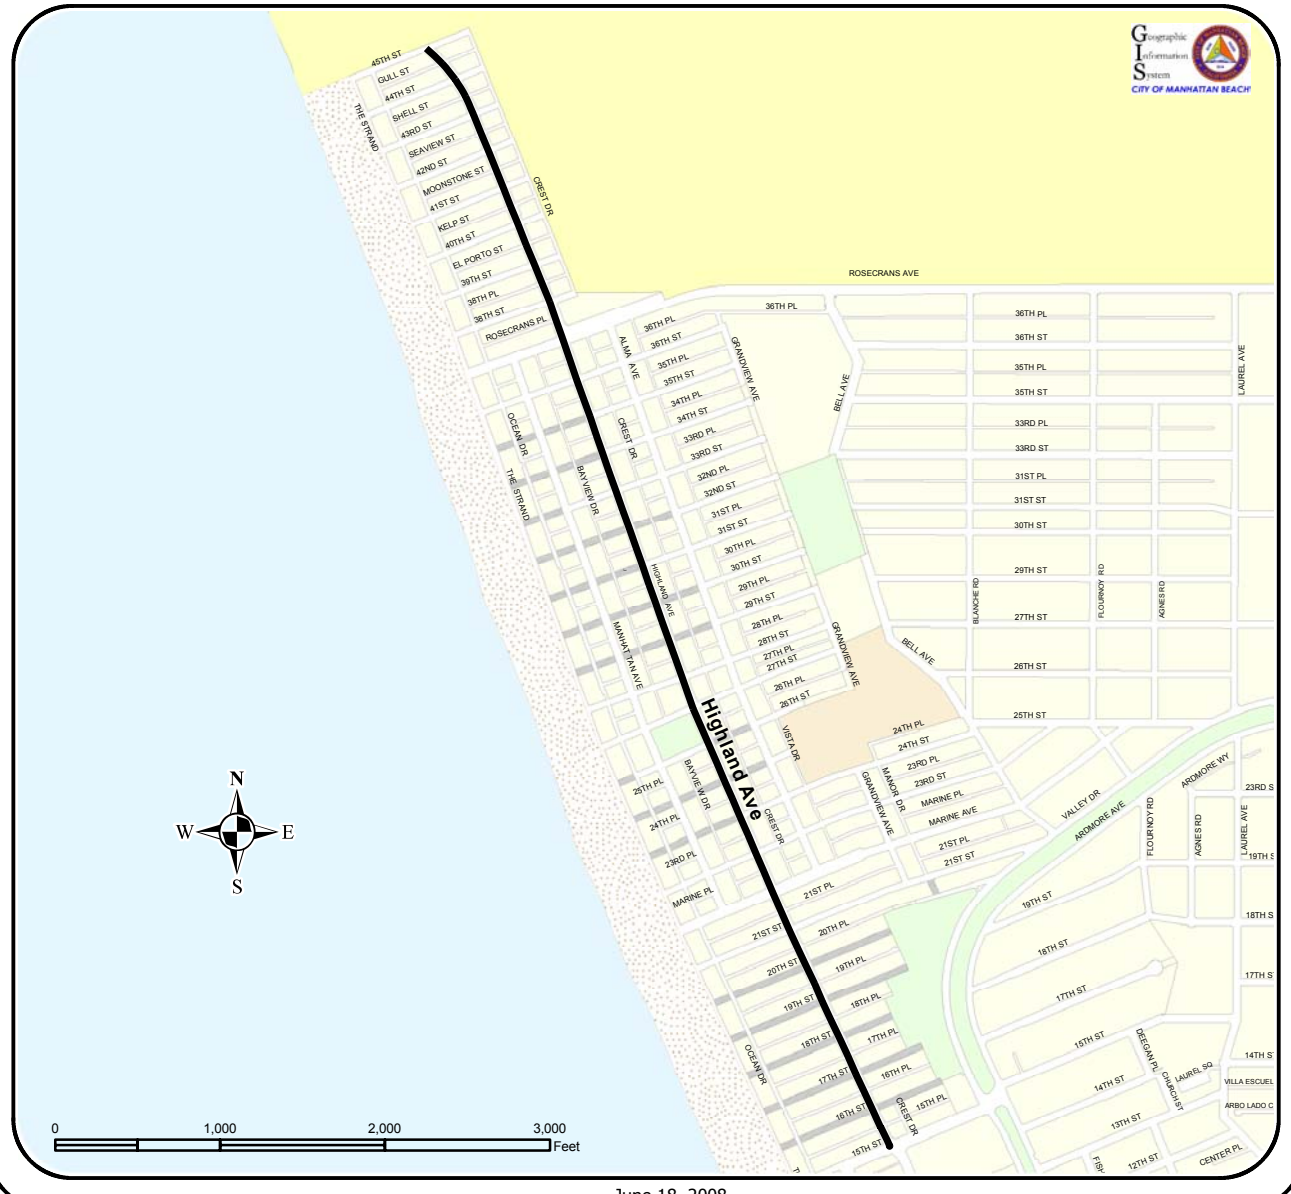 Geographic
Information
System
CITY OF MANHATTAN BEACH
45TH ST
GULL ST
44TH ST
SHELL ST
43RD ST
SEAVIEW ST
42ND ST
MOONSTONE ST
41ST ST
KELP ST
40TH ST
EL PORTO ST
39TH ST
38TH PL
38TH ST
ROSECRANS PL
THE STRAND
CREST DR
ROSECRANS AVE
36TH PL
36TH PL
36TH ST
35TH PL
35TH ST
34TH PL
34TH ST
33RD PL
33RD ST
32ND PL
32ND ST
31ST PL
31ST ST
30TH PL
30TH ST
29TH PL
29TH ST
28TH PL
28TH ST
27TH PL
27TH ST
26TH PL
26TH ST
ALMA AVE
GRANDVIEW AVE
BELL AVE
36TH PL
36TH ST
35TH PL
35TH ST
33RD PL
33RD ST
31ST PL
31ST ST
30TH ST
29TH ST
27TH ST
26TH ST
25TH ST
LAUREL AVE
BLANCHE RD
FLOURNOY RD
AGNES RD
OCEAN DR
THE STRAND
BAYVIEW DR
CREST DR
HIGHLAND AVE
MANHATTAN AVE
GRANDVIEW AVE
BELL AVE
Highland Ave
VISTA DR
24TH PL
24TH ST
23RD PL
23RD ST
MARINE PL
MARINE AVE
21ST PL
21ST ST
MANOR DR
GRANDVIEW AVE
BAYVIEW DR
CREST DR
25TH PL
24TH PL
23RD PL
MARINE PL
21ST PL
21ST ST
20TH PL
20TH ST
19TH PL
19TH ST
18TH PL
18TH ST
17TH PL
17TH ST
16TH PL
16TH ST
15TH PL
15TH ST
OCEAN DR
CREST DR
VALLEY DR
ARDMORE AVE
ARDMORE WY
FLOURNOY RD
AGNES RD
LAUREL AVE
23RD S
19TH S
18TH S
17TH S
14TH S
VILLA ESCUEL
ARBOLADO C
19TH ST
18TH ST
17TH ST
15TH ST
14TH ST
13TH ST
12TH ST
DEEGAN PL
CHURCH ST
LAUREL SQ
CENTER PL
FISH
N
W E
S
0 1,000 2,000 3,000
Feet
June 18, 2008